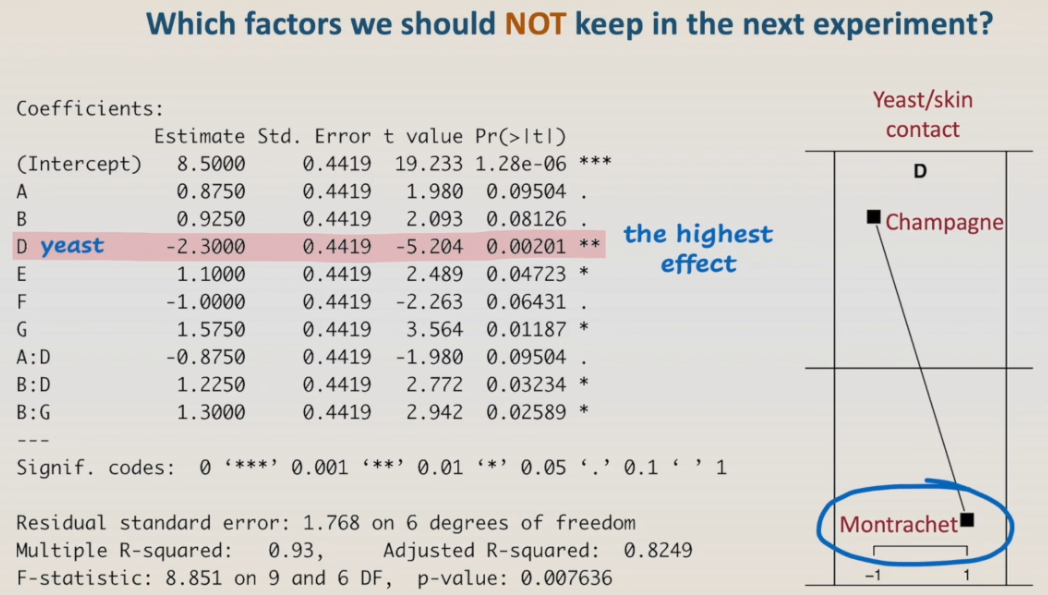 Which factors we should NOT keep in the next experiment?
Coefficients:
Estimate Std. Error t value Pr(>|t|)
(Intercept) 8.5000 0.4419 19.233 1.28e-06 ***
A 0.8750 0.4419 1.980 0.09504 .
B 0.9250 0.4419 2.093 0.08126 .
D yeast -2.3000 0.4419 -5.204 0.00201 **
E 1.1000 0.4419 2.489 0.04723 *
F -1.0000 0.4419 -2.263 0.06431 .
G 1.5750 0.4419 3.564 0.01187 *
A:D -0.8750 0.4419 -1.980 0.09504 .
B:D 1.2250 0.4419 2.772 0.03234 *
B:G 1.3000 0.4419 2.942 0.02589 *
---
Signif. codes: 0 ‘***’ 0.001 ‘**’ 0.01 ‘*’ 0.05 ‘.’ 0.1 ‘ ’ 1
Residual standard error: 1.768 on 6 degrees of freedom
Multiple R-squared: 0.93, Adjusted R-squared: 0.8249
F-statistic: 8.851 on 9 and 6 DF, p-value: 0.007636
the highest
effect
Yeast/skin
contact
D
Champagne
Montrachet
-1 1